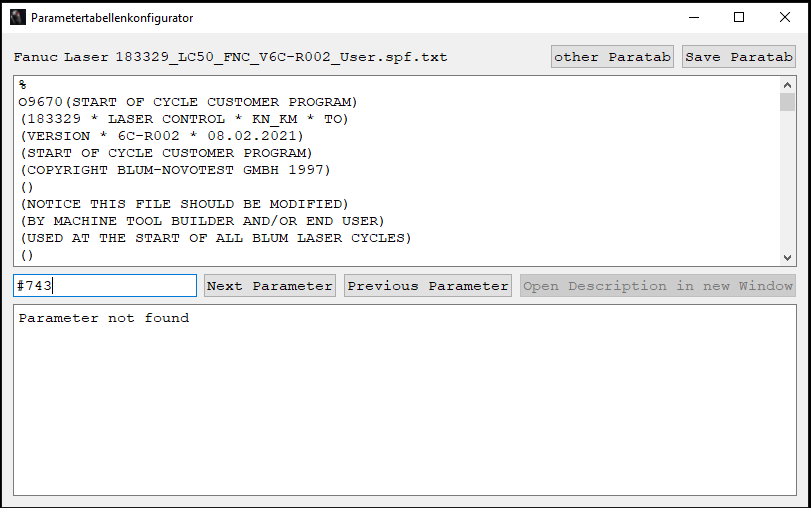 Parametertabellenkonfigurator
Fanuc Laser 183329_LC50_FNC_V6C-R002_User.spf.txt
other Paratab
Save Paratab
%
O9670(START OF CYCLE CUSTOMER PROGRAM)
(183329 * LASER CONTROL * KN_KM * TO)
(VERSION * 6C-R002 * 08.02.2021)
(START OF CYCLE CUSTOMER PROGRAM)
(COPYRIGHT BLUM-NOVOTEST GMBH 1997)
()
(NOTICE THIS FILE SHOULD BE MODIFIED)
(BY MACHINE TOOL BUILDER AND/OR END USER)
(USED AT THE START OF ALL BLUM LASER CYCLES)
()
#743
Next Parameter
Previous Parameter
Open Description in new Window
Parameter not found